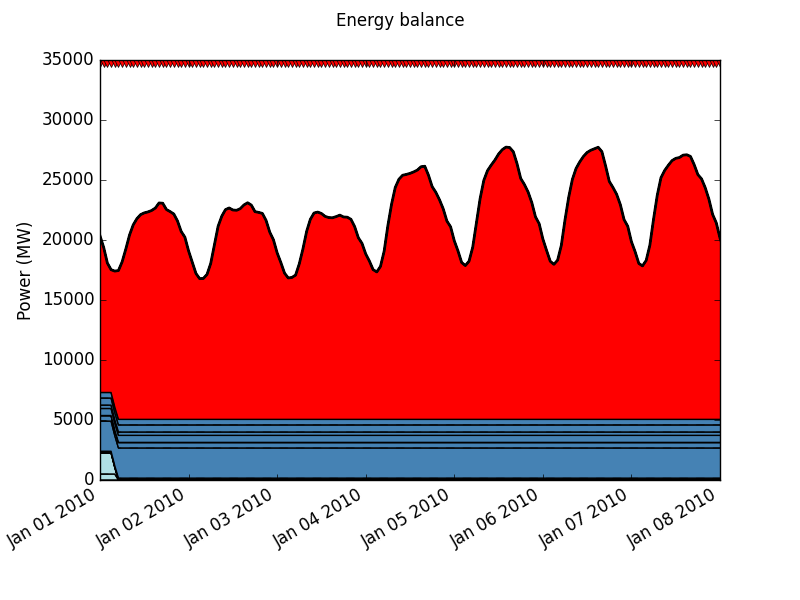 Energy balance
35000
30000
25000
20000
15000
10000
5000
0
Power (MW)
Jan 01 2010
Jan 02 2010
Jan 03 2010
Jan 04 2010
Jan 05 2010
Jan 06 2010
Jan 07 2010
Jan 08 2010